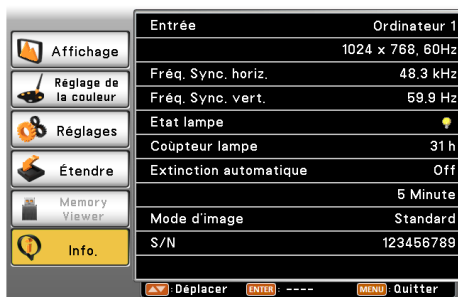 Affichage
Réglage de
la couleur
Réglages
Étendre
Memory
Viewer
Info.
Entrée Ordinateur 1
1024 x 768, 60Hz
Fréq. Sync. horiz. 48.3 kHz
Fréq. Sync. vert. 59.9 Hz
Etat lampe
Coùpteur lampe 31 h
Extinction automatique Off
5 Minute
Mode d'image Standard
S/N 123456789
:Déplacer ENTER : ---- MENU :Quitter